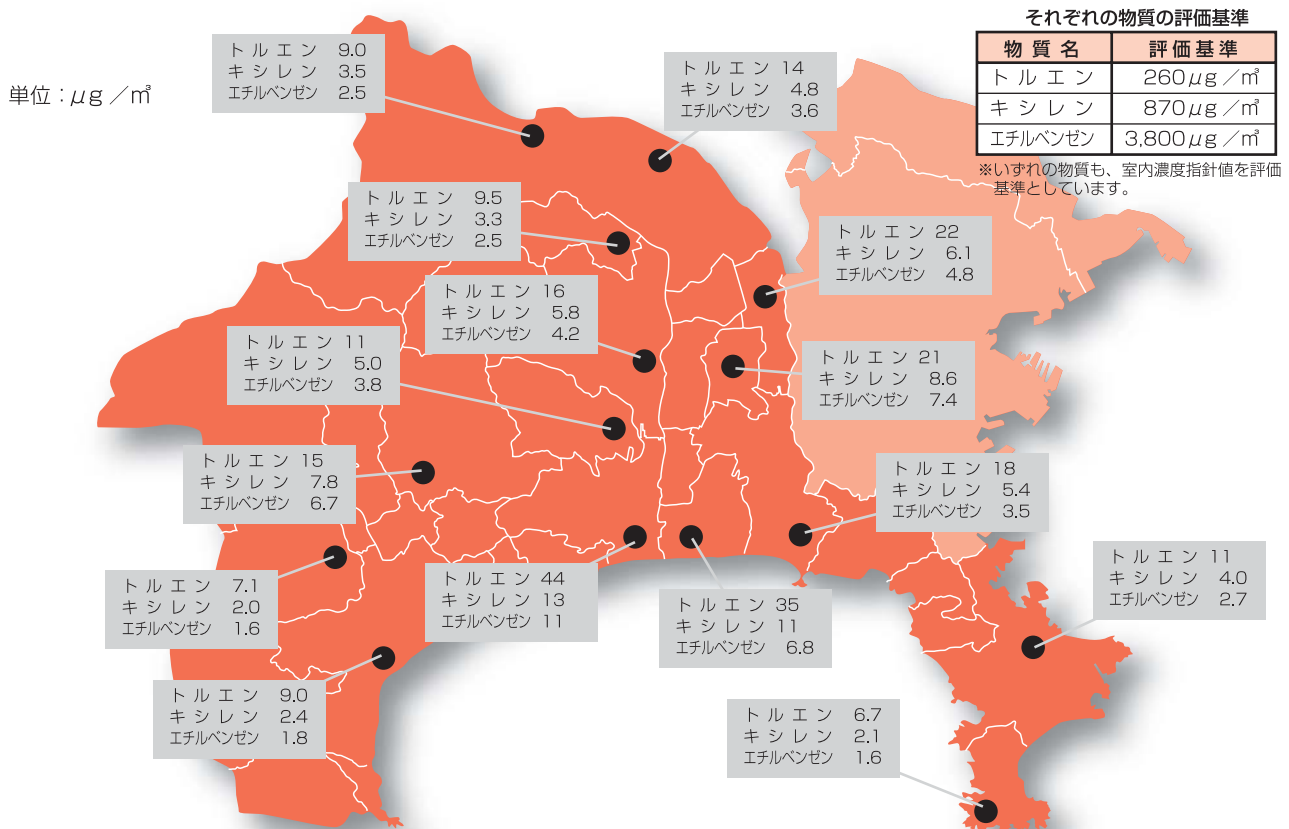 それぞれの物質の評価基準
物質名 評価基準
トルエン 260μg／㎥
キシレン 870μg／㎥
エチルベンゼン 3,800μg／㎥
※いずれの物質も、室内濃度指針値を評価
基準としています。
単位：μg／㎥
トルエン 9.0
キシレン 3.5
エチルベンゼン 2.5
トルエン 14
キシレン 4.8
エチルベンゼン 3.6
トルエン 9.5
キシレン 3.3
エチルベンゼン 2.5
トルエン 22
キシレン 6.1
エチルベンゼン 4.8
トルエン 16
キシレン 5.8
エチルベンゼン 4.2
トルエン 11
キシレン 5.0
エチルベンゼン 3.8
トルエン 21
キシレン 8.6
エチルベンゼン 7.4
トルエン 15
キシレン 7.8
エチルベンゼン 6.7
トルエン 18
キシレン 5.4
エチルベンゼン 3.5
トルエン 7.1
キシレン 2.0
エチルベンゼン 1.6
トルエン 44
キシレン 13
エチルベンゼン 11
トルエン 35
キシレン 11
エチルベンゼン 6.8
トルエン 11
キシレン 4.0
エチルベンゼン 2.7
トルエン 9.0
キシレン 2.4
エチルベンゼン 1.8
トルエン 6.7
キシレン 2.1
エチルベンゼン 1.6